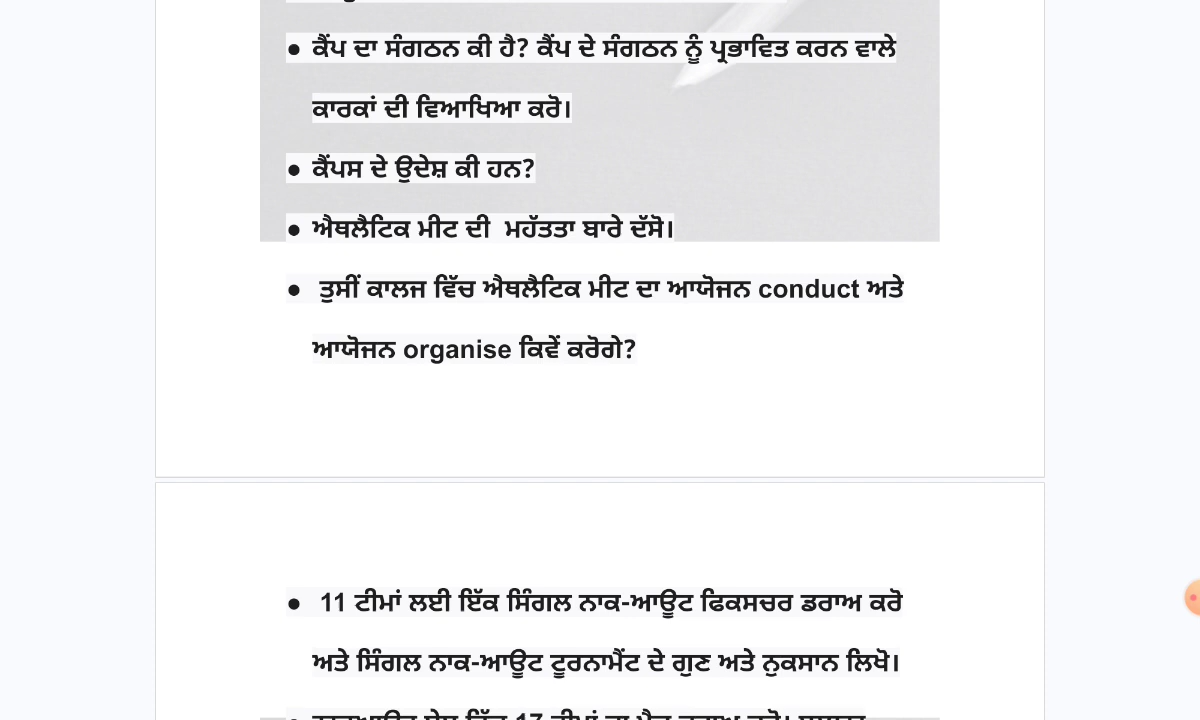 ● ਕੈਂਪ ਦਾ ਸੰਗਠਨ ਕੀ ਹੈ? ਕੈਂਪ ਦੇ ਸੰਗਠਨ ਨੂੰ ਪ੍ਰਭਾਵਿਤ ਕਰਨ ਵਾਲੇ
ਕਾਰਕਾਂ ਦੀ ਵਿਆਖਿਆ ਕਰੋ।
● ਕੈਂਪਸ ਦੇ ਉਦੇਸ਼ ਕੀ ਹਨ?
● ਐਥਲੈਟਿਕ ਮੀਟ ਦੀ  ਮਹੱਤਤਾ ਬਾਰੇ ਦੱਸੋ।
● ਤੁਸੀਂ ਕਾਲਜ ਵਿੱਚ ਐਥਲੈਟਿਕ ਮੀਟ ਦਾ ਆਯੋਜਨ conduct ਅਤੇ
ਆਯੋਜਨ organise ਕਿਵੇਂ ਕਰੋਗੇ?
● 11 ਟੀਮਾਂ ਲਈ ਇੱਕ ਸਿੰਗਲ ਨਾਕ-ਆਊਟ ਫਿਕਸਚਰ ਡਰਾਅ ਕਰੋ
ਅਤੇ ਸਿੰਗਲ ਨਾਕ-ਆਊਟ ਟੂਰਨਾਮੈਂਟ ਦੇ ਗੁਣ ਅਤੇ ਨੁਕਸਾਨ ਲਿਖੋ।